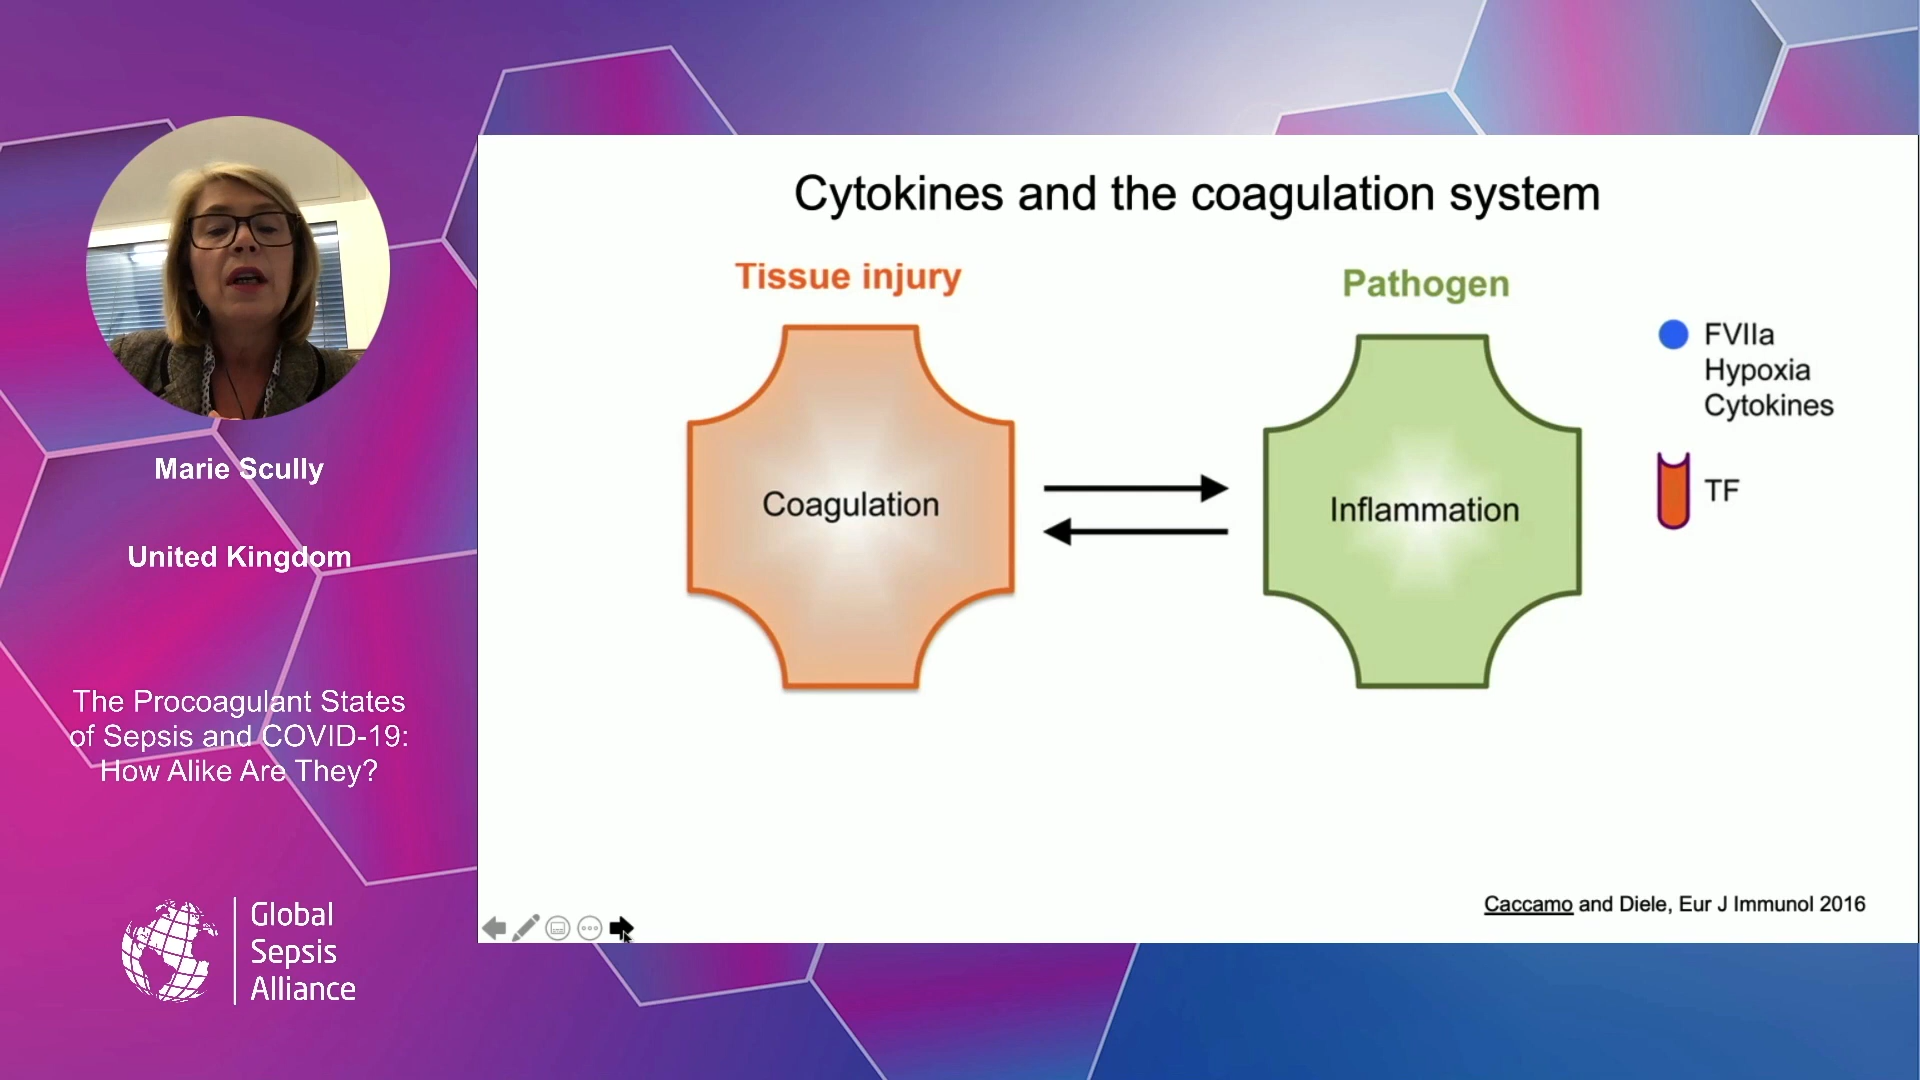 Cytokines and the coagulation system
Tissue injury
Pathogen
FVIIa
Hypoxia
Cytokines
Coagulation
Inflammation
TF
Caccamo and Diele, Eur J Immunol 2016
Marie Scully
United Kingdom
The Procoagulant States
of Sepsis and COVID-19:
How Alike Are They?
Global
Sepsis
Alliance